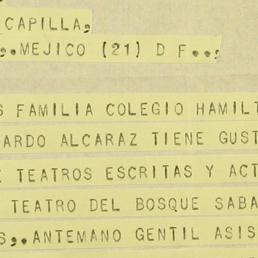 CAPILLA,
,.MEJICO (21) D F..,
S FAMILIA COLEGIO HAMILT
ARDO ALCARAZ TIENE GUST
E TEATROS ESCRITAS Y ACT
TEATRO DEL BOSQUE SABA
S,.ANTEMANO GENTIL ASIS